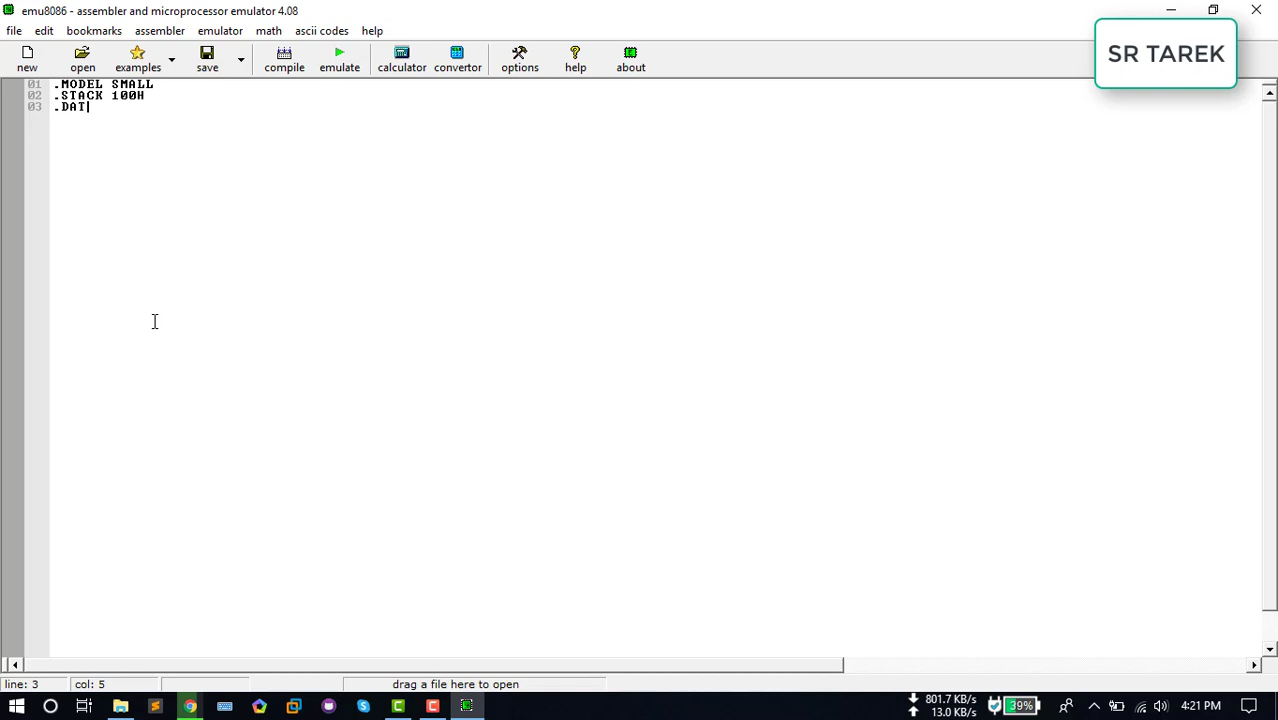 emu8086 - assembler and microprocessor emulator 4.08
file edit bookmarks assembler emulator math ascii codes help
new open examples save compile emulate calculator convertor options help about
SR TAREK
01 .MODEL SMALL
02 .STACK 100H
03 .DAT
line: 3 col: 5 drag a file here to open
801.7 KB/s
13.0 KB/s
39%
4:21 PM